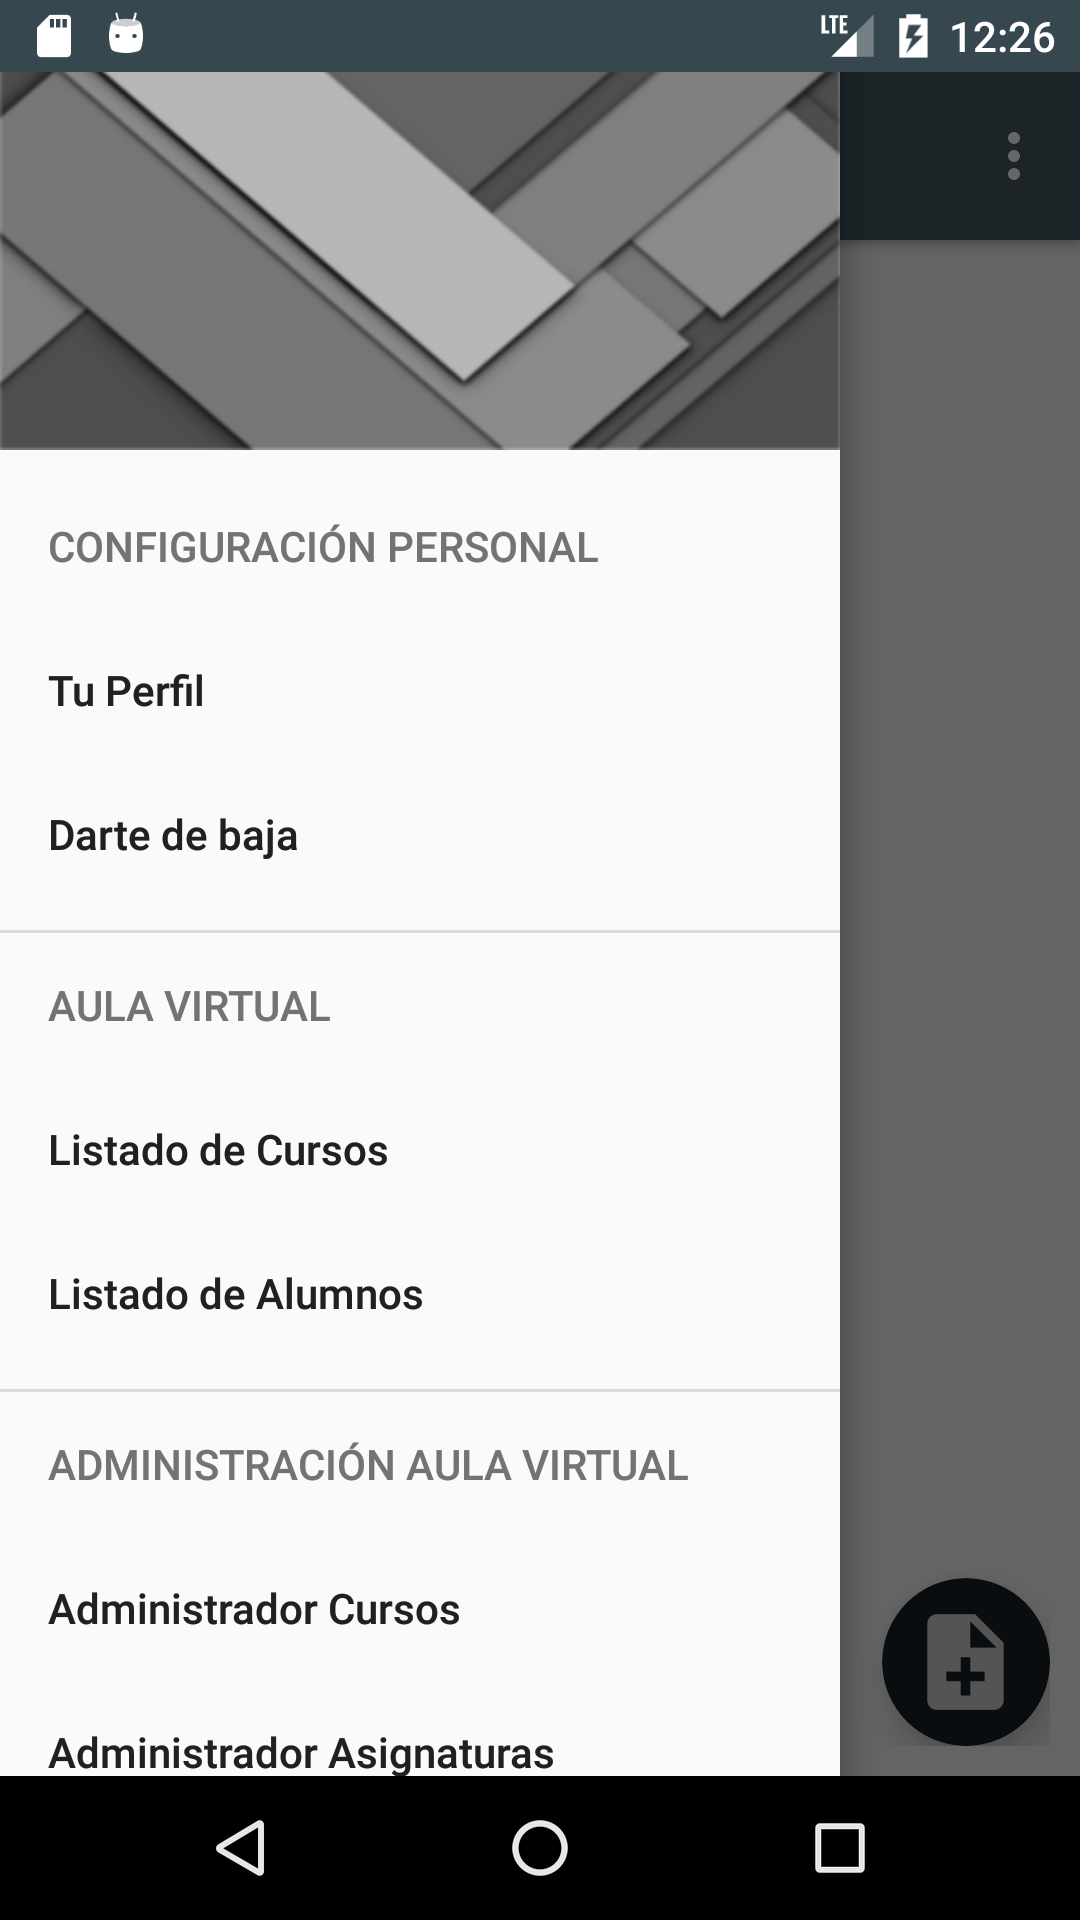 LTE 12:26
CONFIGURACIÓN PERSONAL
Tu Perfil
Darte de baja
AULA VIRTUAL
Listado de Cursos
Listado de Alumnos
ADMINISTRACIÓN AULA VIRTUAL
Administrador Cursos
Administrador Asignaturas